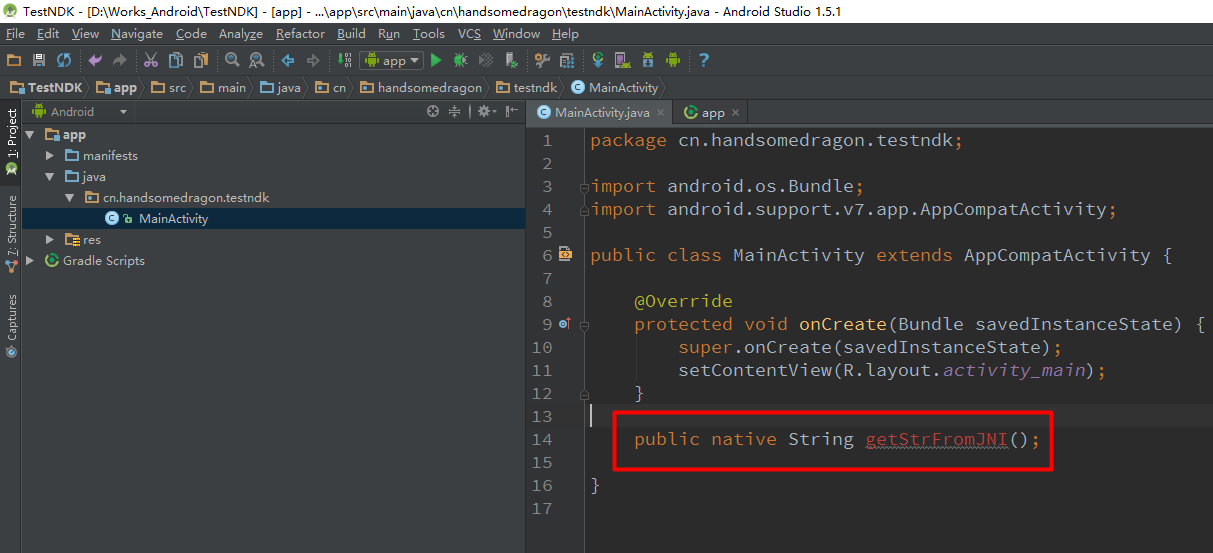 TestNDK - [D:\Works_Android\TestNDK] - [app] - ...\app\src\main\java\cn\handsomedragon\testndk\MainActivity.java - Android Studio 1.5.1
File Edit View Navigate Code Analyze Refactor Build Run Tools VCS Window Help
app
TestNDK app src main java cn handsomedragon testndk MainActivity
1: Project
7: Structure
Captures
Android
app
manifests
java
cn.handsomedragon.testndk
MainActivity
res
Gradle Scripts
MainActivity.java × app ×
1 package cn.handsomedragon.testndk;
2
3 import android.os.Bundle;
4 import android.support.v7.app.AppCompatActivity;
5
6 public class MainActivity extends AppCompatActivity {
7
8 @Override
9 protected void onCreate(Bundle savedInstanceState) {
10 super.onCreate(savedInstanceState);
11 setContentView(R.layout.activity_main);
12 }
13
14 public native String getStrFromJNI();
15
16 }
17